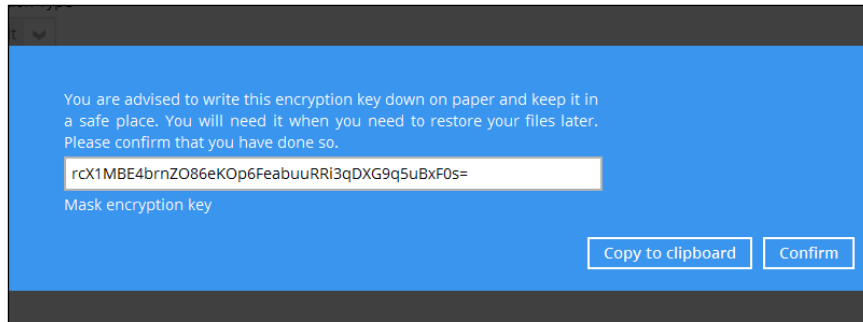 it
You are advised to write this encryption key down on paper and keep it in
a safe place. You will need it when you need to restore your files later.
Please confirm that you have done so.
rcX1MBE4brnZO86eKOp6FeabuuRRi3qDXG9q5uBxF0s=
Mask encryption key
Copy to clipboard Confirm